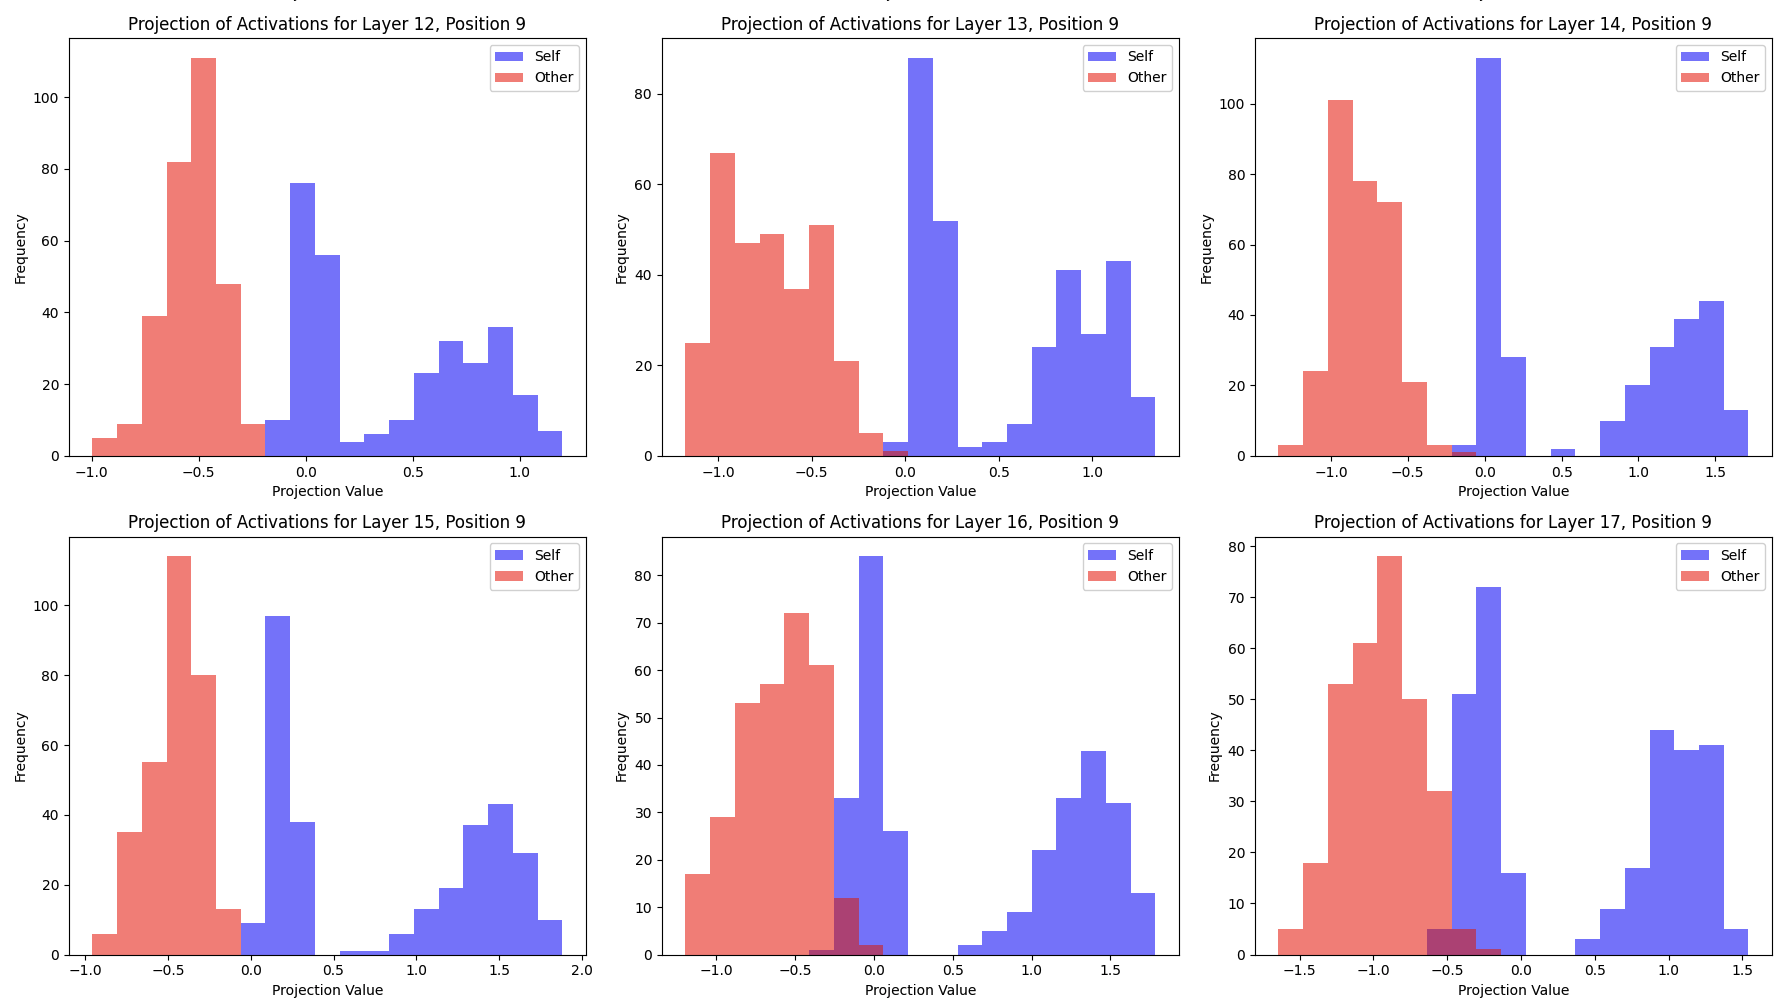 Projection of Activations for Layer 12, Position 9
Projection of Activations for Layer 13, Position 9
Projection of Activations for Layer 14, Position 9
Self
Other
Self
Other
Self
Other
Frequency
100
80
60
40
20
0
Frequency
80
60
40
20
0
Frequency
100
80
60
40
20
0
−1.0 −0.5 0.0 0.5 1.0
−1.0 −0.5 0.0 0.5 1.0
−1.0 −0.5 0.0 0.5 1.0 1.5
Projection Value
Projection Value
Projection Value
Projection of Activations for Layer 15, Position 9
Projection of Activations for Layer 16, Position 9
Projection of Activations for Layer 17, Position 9
Self
Other
Self
Other
Self
Other
Frequency
100
80
60
40
20
0
Frequency
80
70
60
50
40
30
20
10
0
Frequency
80
70
60
50
40
30
20
10
0
−1.0 −0.5 0.0 0.5 1.0 1.5 2.0
−1.0 −0.5 0.0 0.5 1.0 1.5
−1.5 −1.0 −0.5 0.0 0.5 1.0 1.5
Projection Value
Projection Value
Projection Value